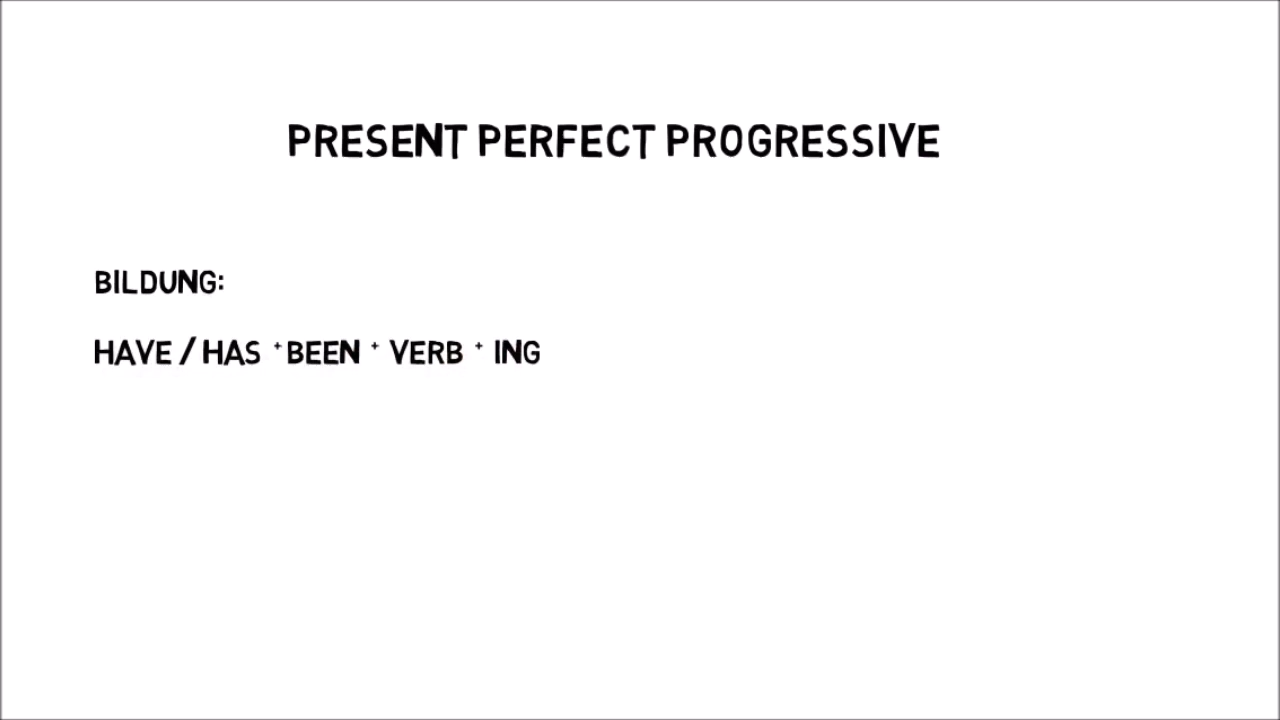 PRESENT PERFECT PROGRESSIVE
BILDUNG:
HAVE / HAS + BEEN + VERB + ING